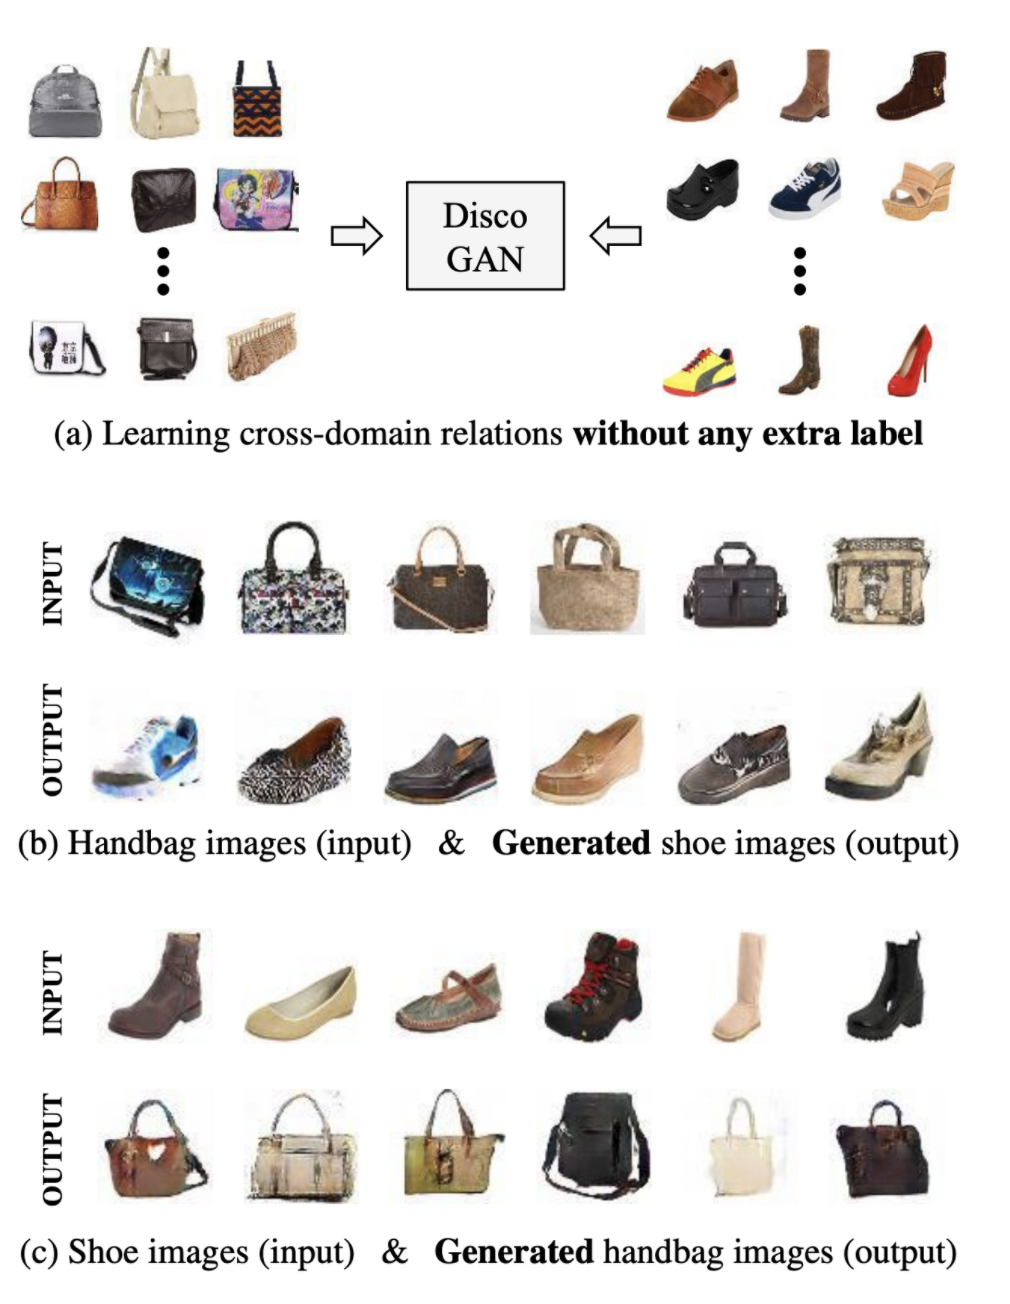 Disco
GAN
(a) Learning cross-domain relations without any extra label
INPUT
OUTPUT
(b) Handbag images (input) & Generated shoe images (output)
INPUT
OUTPUT
(c) Shoe images (input) & Generated handbag images (output)